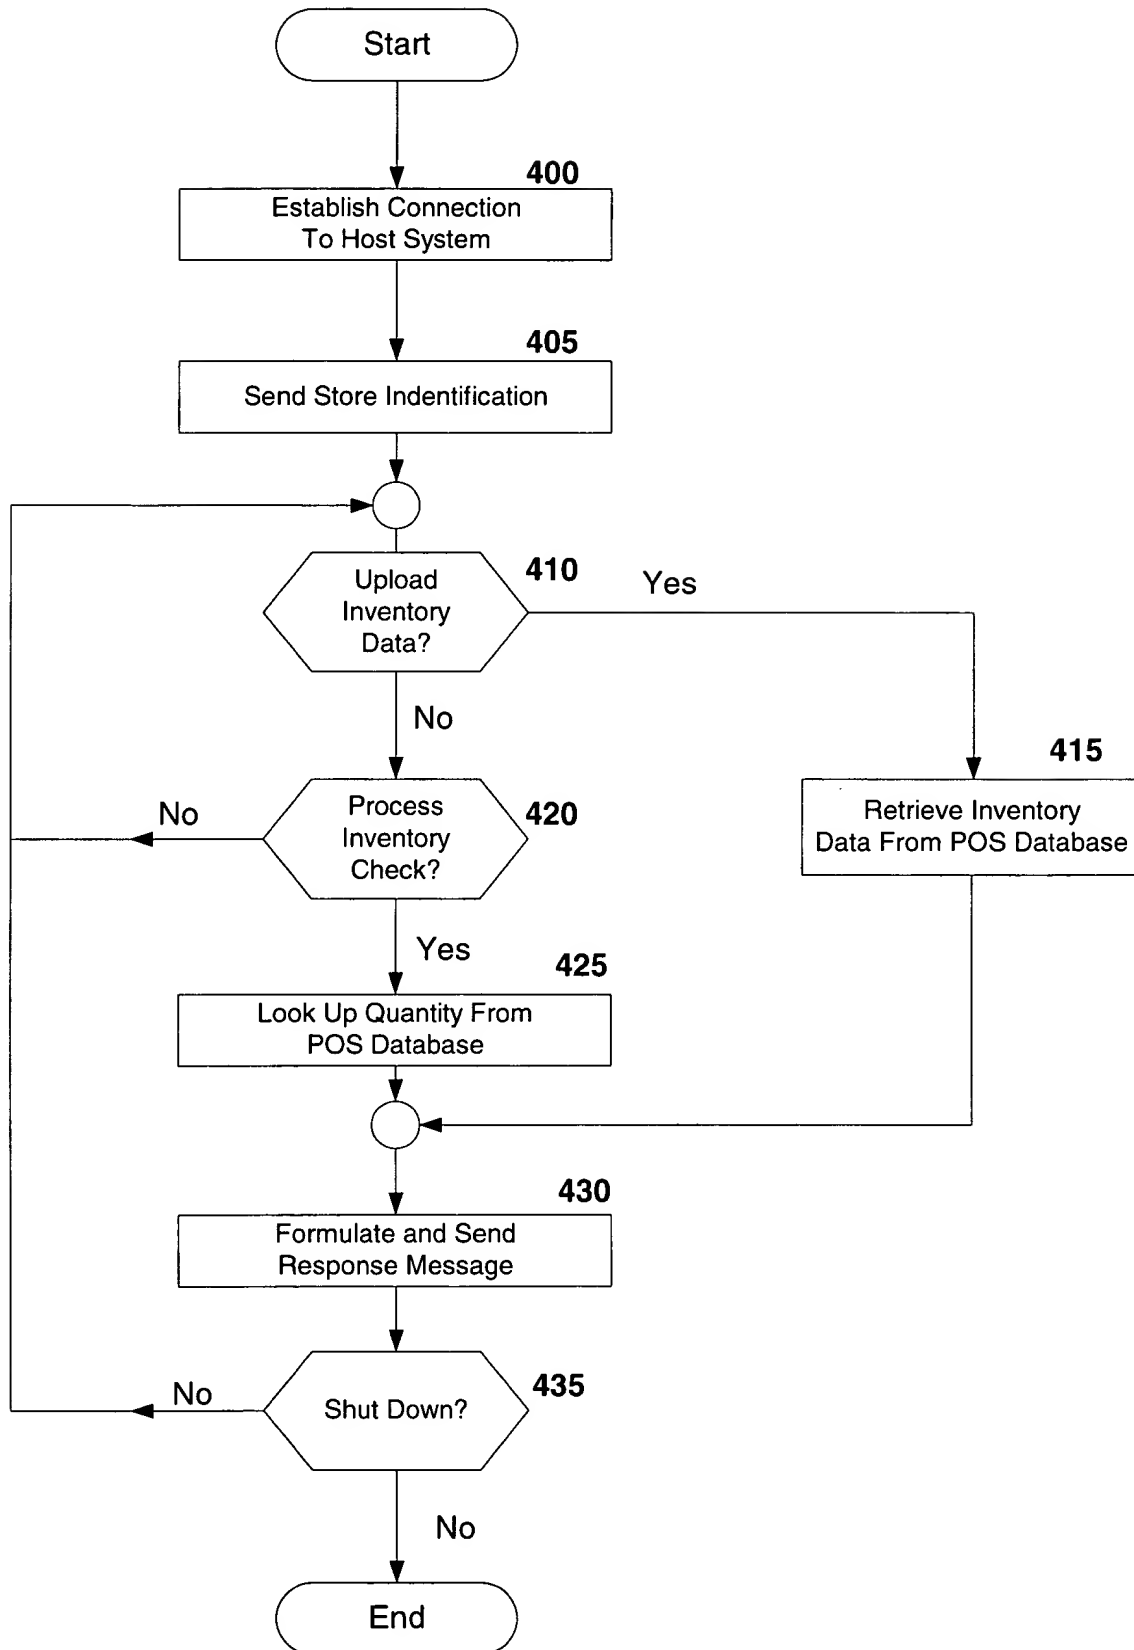 Start
400
Establish Connection
To Host System
405
Send Store Indentification
410
Upload
Inventory
Data?
Yes
No
415
Retrieve Inventory
Data From POS Database
No
Process
Inventory
Check?
420
Yes
425
Look Up Quantity From
POS Database
430
Formulate and Send
Response Message
No
Shut Down?
435
No
End